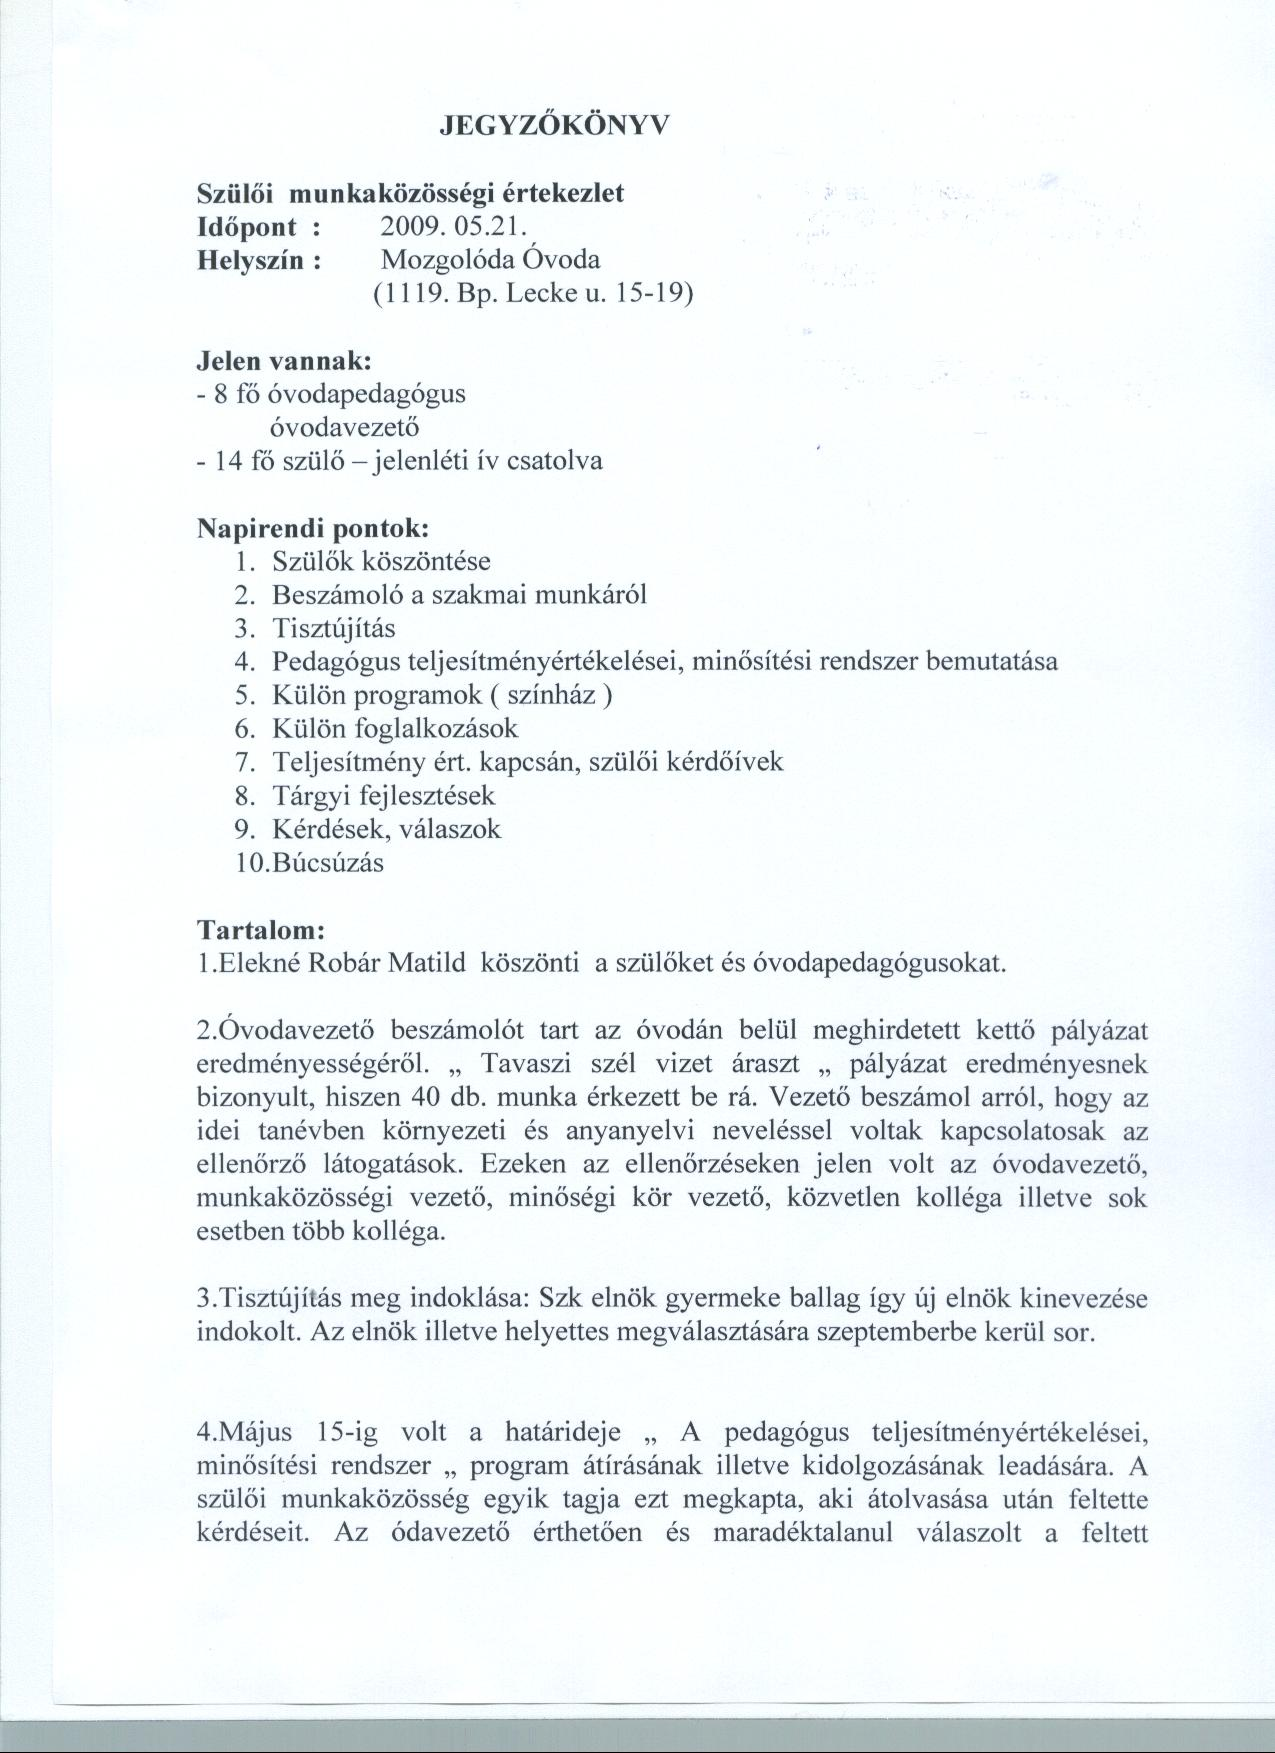 JEGYZŐKÖNYV
Szülői munkaközösségi értekezlet
Időpont : 2009. 05.21.
Helyszín : Mozgolóda Óvoda
(1119. Bp. Lecke u. 15-19)
Jelen vannak:
- 8 fő óvodapedagógus
óvodavezető
- 14 fő szülő – jelenléti ív csatolva
Napirendi pontok:
1. Szülők köszöntése
2. Beszámoló a szakmai munkáról
3. Tisztújítás
4. Pedagógus teljesítményértékelései, minősítési rendszer bemutatása
5. Külön programok ( színház )
6. Külön foglalkozások
7. Teljesítmény ért. kapcsán, szülői kérdőívek
8. Tárgyi fejlesztések
9. Kérdések, válaszok
10.Búcsúzás
Tartalom:
1.Elekné Robár Matild köszönti a szülőket és óvodapedagógusokat.
2.Óvodavezető beszámolót tart az óvodán belül meghirdetett kettő pályázat
eredményességéről. „ Tavaszi szél vizet áraszt „ pályázat eredményesnek
bizonyult, hiszen 40 db. munka érkezett be rá. Vezető beszámol arról, hogy az
idei tanévben környezeti és anyanyelvi neveléssel voltak kapcsolatosak az
ellenőrző látogatások. Ezeken az ellenőrzéseken jelen volt az óvodavezető,
munkaközösségi vezető, minőségi kör vezető, közvetlen kolléga illetve sok
esetben több kolléga.
3.Tisztújítás meg indoklása: Szk elnök gyermeke ballag így új elnök kinevezése
indokolt. Az elnök illetve helyettes megválasztására szeptemberbe kerül sor.
4.Május 15-ig volt a határideje „ A pedagógus teljesítményértékelései,
minősítési rendszer „ program átírásának illetve kidolgozásának leadására. A
szülői munkaközösség egyik tagja ezt megkapta, aki átolvasása után feltette
kérdéseit. Az ódavezető érthetően és maradéktalanul válaszolt a feltett